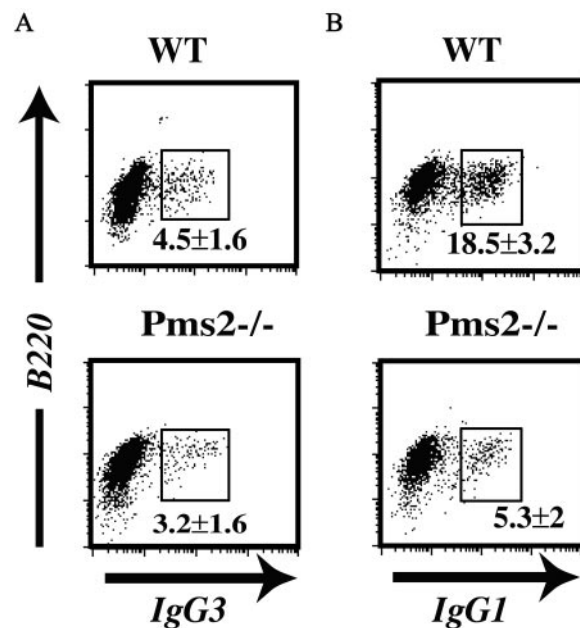 A
B
WT
WT
4.5±1.6
18.5±3.2
Pms2-/-
Pms2-/-
B220
3.2±1.6
5.3±2
IgG3
IgG1